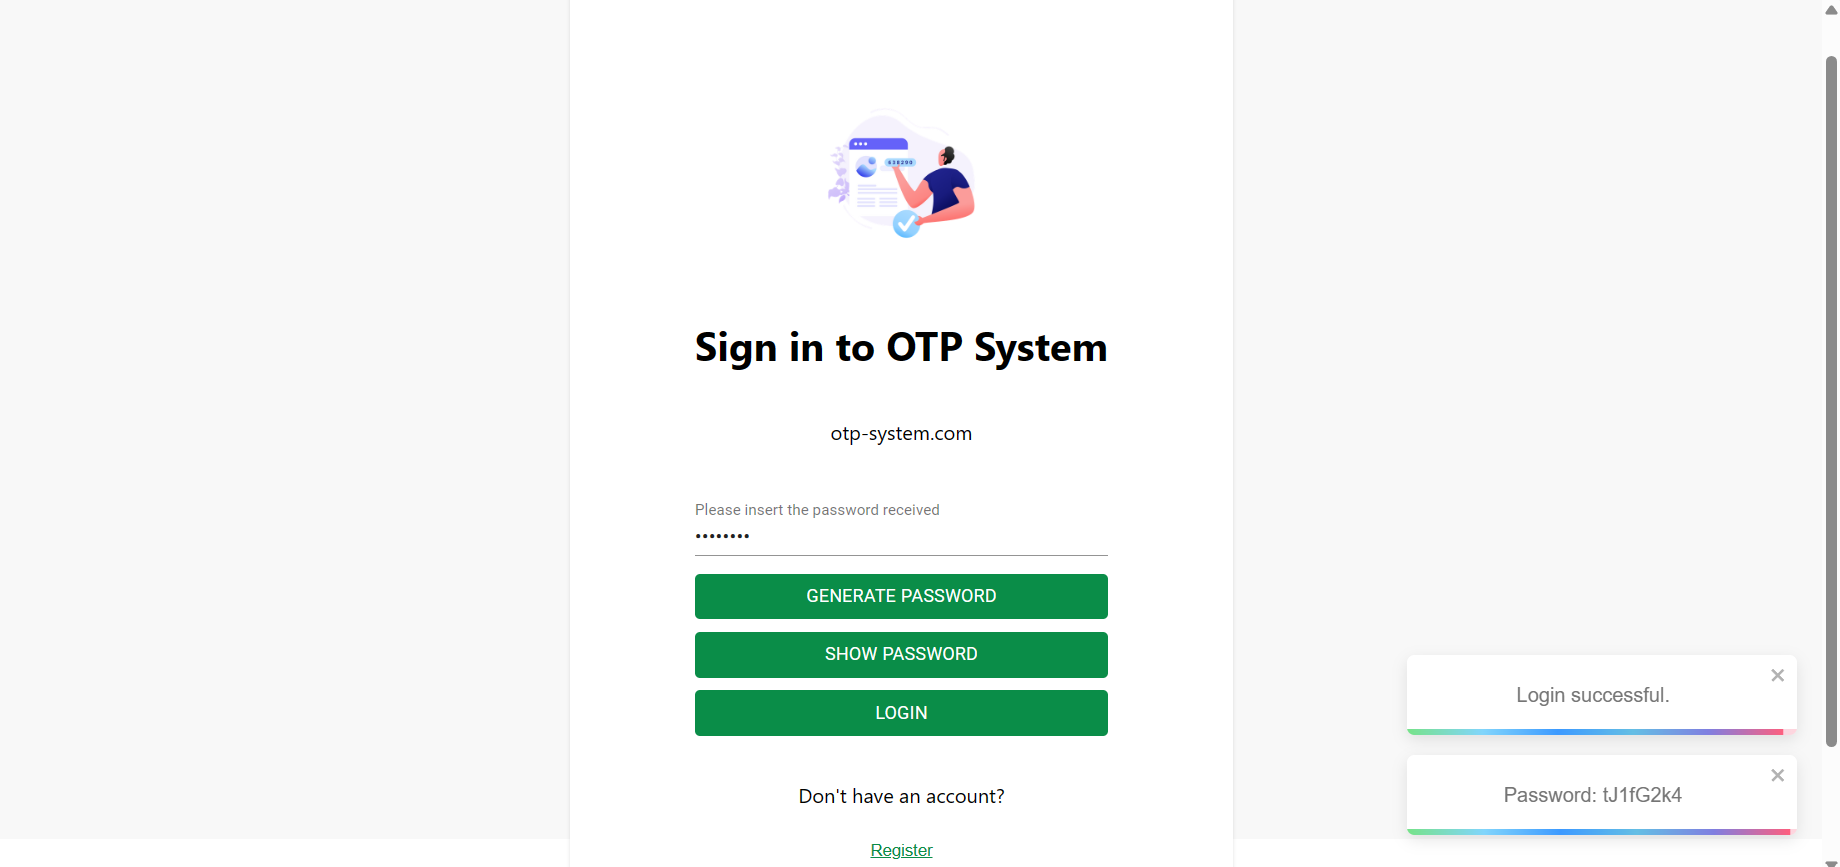 Sign in to OTP System
otp-system.com
Please insert the password received
••••••••
GENERATE PASSWORD
SHOW PASSWORD
LOGIN
Don't have an account?
Register
Login successful.
Password: tJ1fG2k4